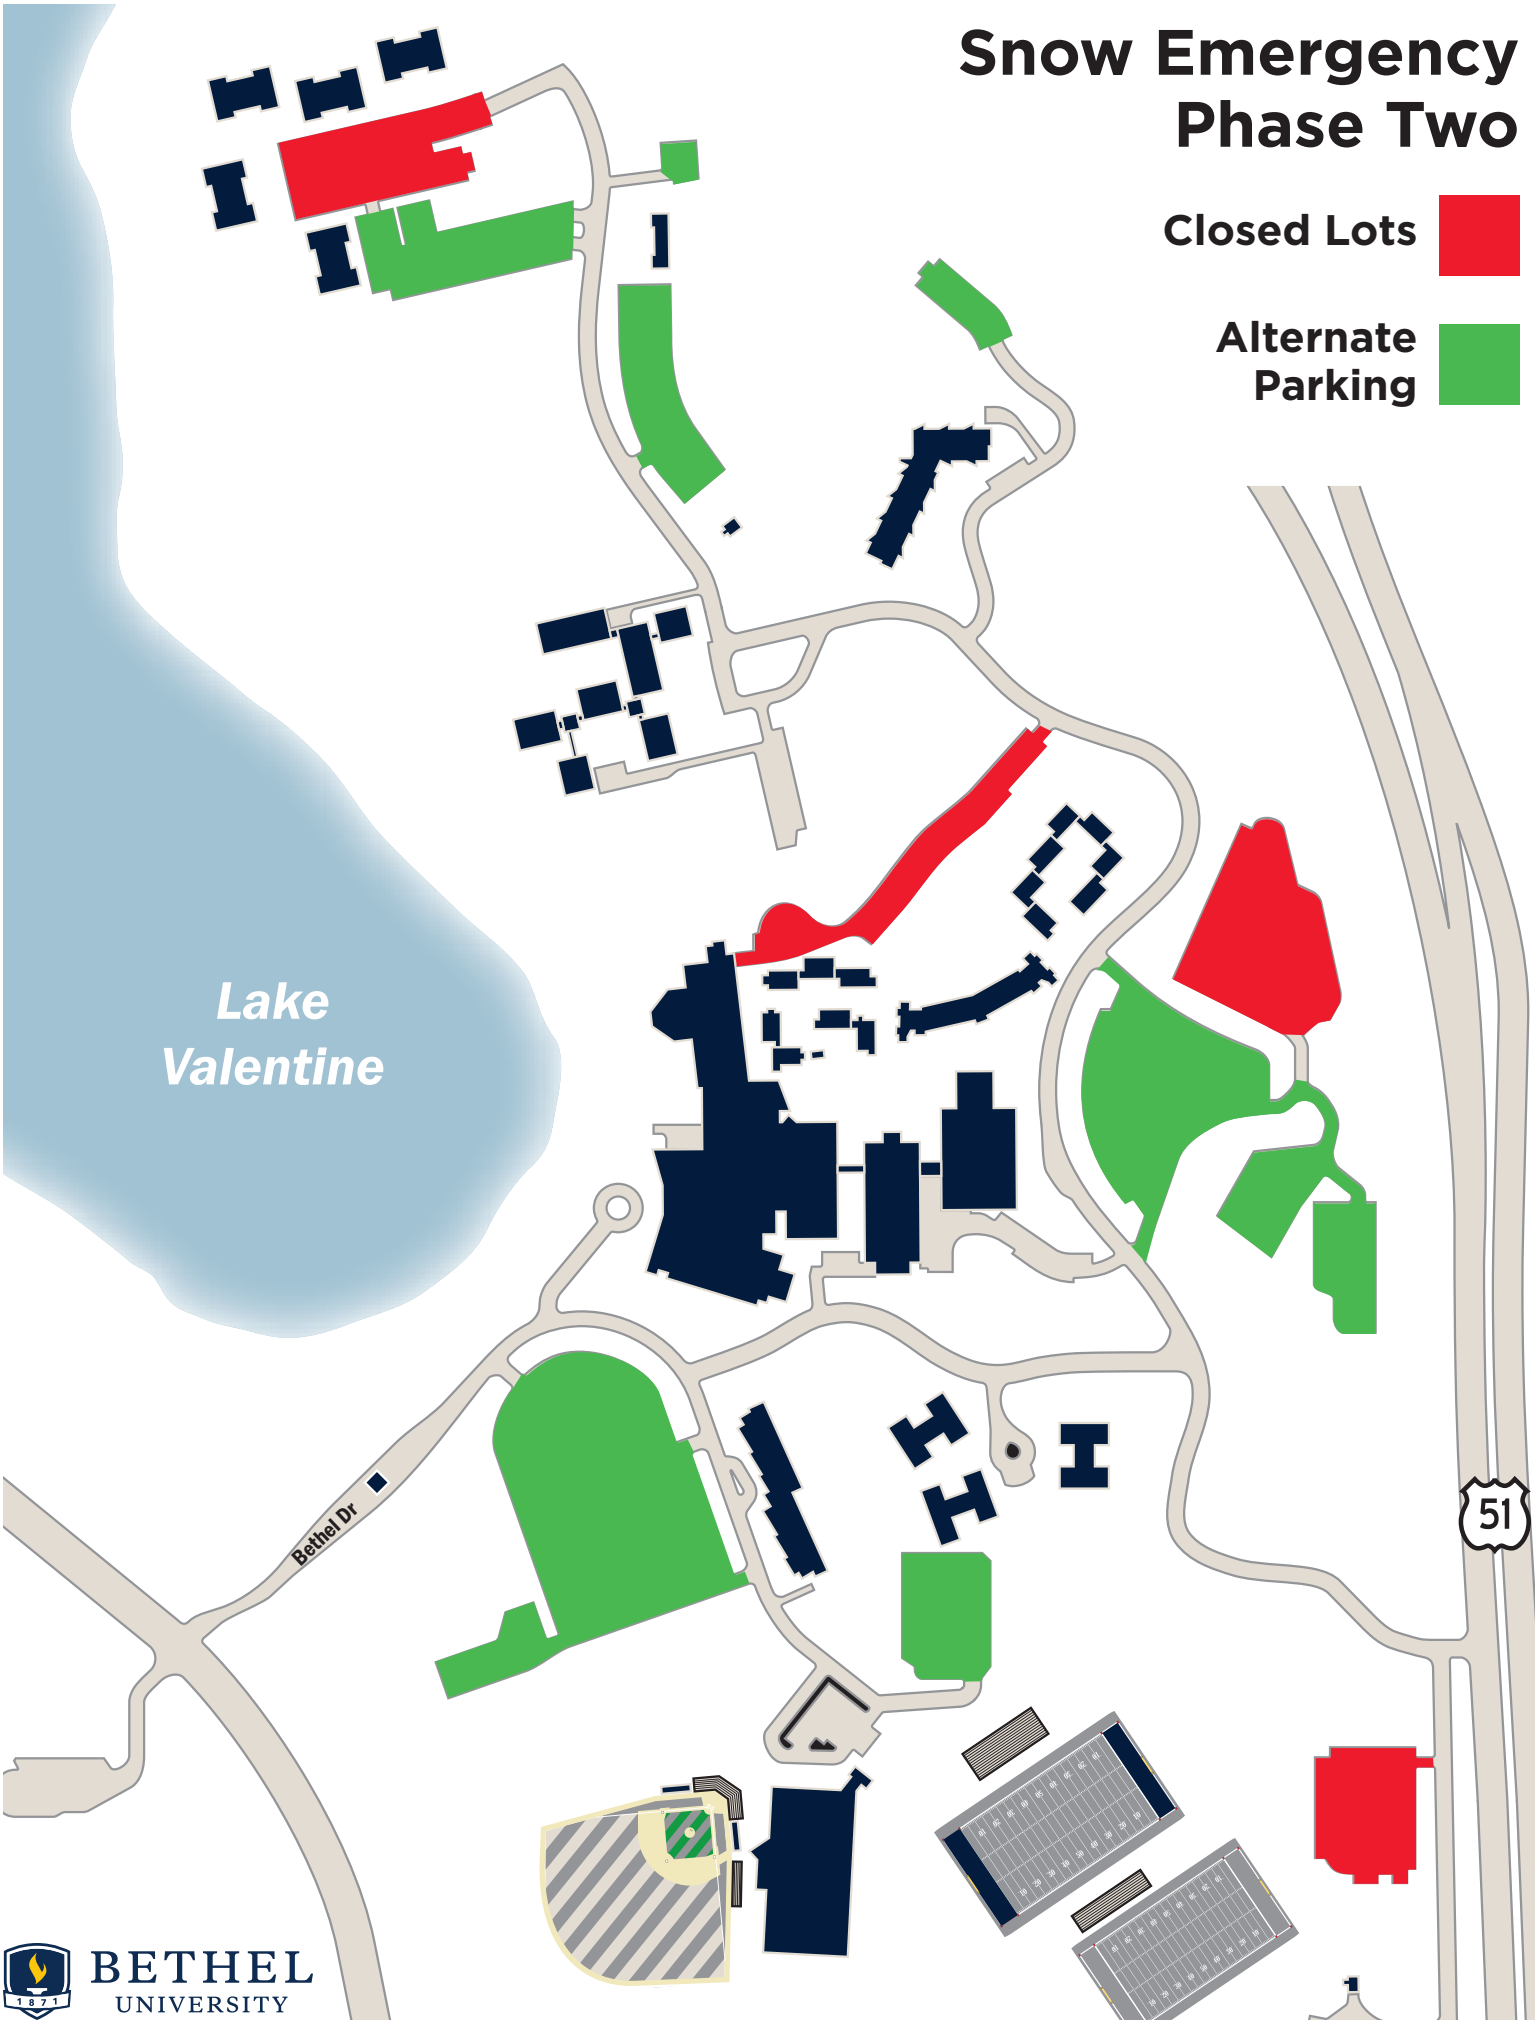 Snow Emergency
Phase Two
Closed Lots
Alternate
Parking
Lake
Valentine
Bethel Dr
51
1871
BETHEL
UNIVERSITY